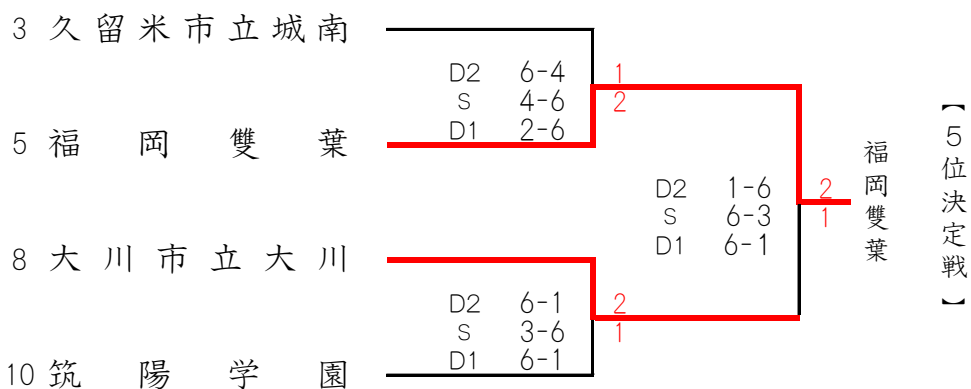 3 久留米市立城南
D2 6-4
S 4-6
D1 2-6
1
2
5 福岡雙葉
D2 1-6
S 6-3
D1 6-1
2
1
福岡雙葉
【5位決定戦】
8 大川市立大川
D2 6-1
S 3-6
D1 6-1
2
1
10 筑陽学園